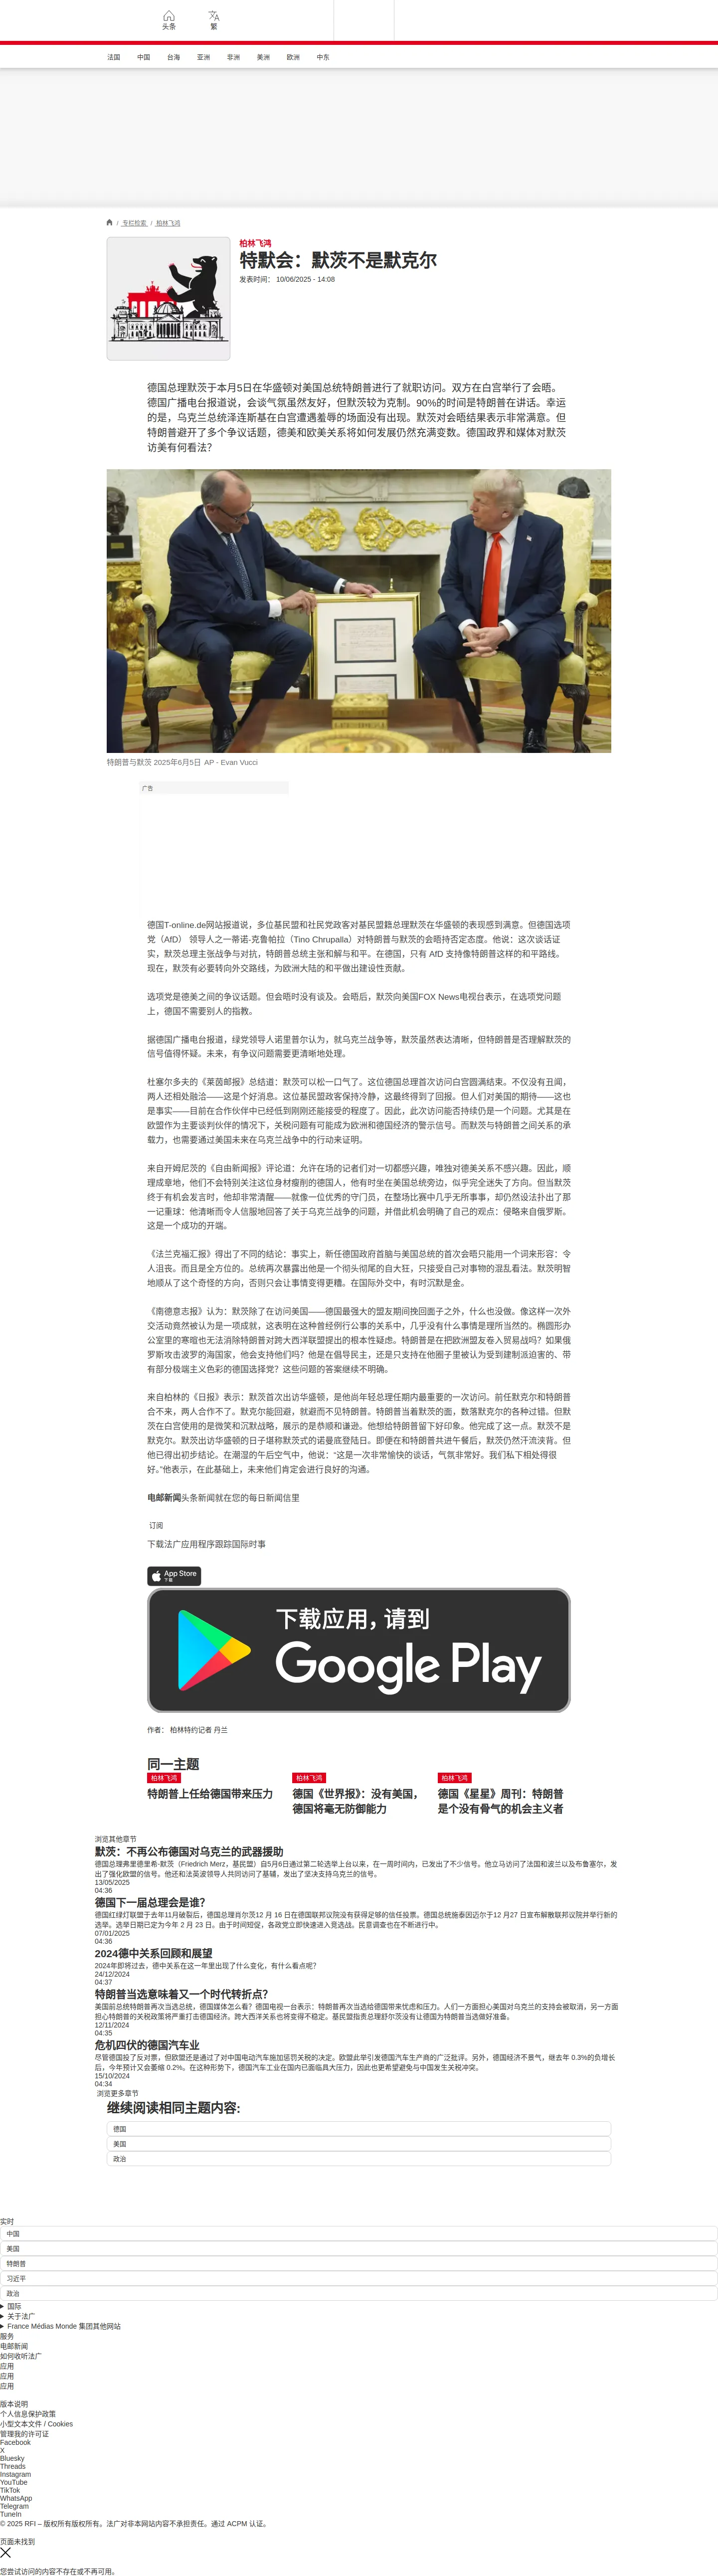 头条
繁
法国 中国 台海 亚洲 非洲 美洲 欧洲 中东
/ 专栏检索 / 柏林飞鸿
柏林飞鸿
特默会：默茨不是默克尔
发表时间： 10/06/2025 - 14:08
德国总理默茨于本月5日在华盛顿对美国总统特朗普进行了就职访问。双方在白宫举行了会晤。
德国广播电台报道说，会谈气氛虽然友好，但默茨较为克制。90%的时间是特朗普在讲话。幸运
的是，乌克兰总统泽连斯基在白宫遭遇羞辱的场面没有出现。默茨对会晤结果表示非常满意。但
特朗普避开了多个争议话题，德美和欧美关系将如何发展仍然充满变数。德国政界和媒体对默茨
访美有何看法？
特朗普与默茨 2025年6月5日 AP - Evan Vucci
广告
德国T-online.de网站报道说，多位基民盟和社民党政客对基民盟籍总理默茨在华盛顿的表现感到满意。但德国选项
党（AfD） 领导人之一蒂诺-克鲁帕拉（Tino Chrupalla）对特朗普与默茨的会晤持否定态度。他说：这次谈话证
实，默茨总理主张战争与对抗，特朗普总统主张和解与和平。在德国，只有 AfD 支持像特朗普这样的和平路线。
现在，默茨有必要转向外交路线，为欧洲大陆的和平做出建设性贡献。
选项党是德美之间的争议话题。但会晤时没有谈及。会晤后，默茨向美国FOX News电视台表示，在选项党问题
上，德国不需要别人的指教。
据德国广播电台报道，绿党领导人诺里普尔认为，就乌克兰战争等，默茨虽然表达清晰，但特朗普是否理解默茨的
信号值得怀疑。未来，有争议问题需要更清晰地处理。
杜塞尔多夫的《莱茵邮报》总结道：默茨可以松一口气了。这位德国总理首次访问白宫圆满结束。不仅没有丑闻，
两人还相处融洽——这是个好消息。这位基民盟政客保持冷静，这最终得到了回报。但人们对美国的期待——这也
是事实——目前在合作伙伴中已经低到刚刚还能接受的程度了。因此，此次访问能否持续仍是一个问题。尤其是在
欧盟作为主要谈判伙伴的情况下，关税问题有可能成为欧洲和德国经济的警示信号。而默茨与特朗普之间关系的承
载力，也需要通过美国未来在乌克兰战争中的行动来证明。
来自开姆尼茨的《自由新闻报》评论道：允许在场的记者们对一切都感兴趣，唯独对德美关系不感兴趣。因此，顺
理成章地，他们不会特别关注这位身材瘦削的德国人，他有时坐在美国总统旁边，似乎完全迷失了方向。但当默茨
终于有机会发言时，他却非常清醒——就像一位优秀的守门员，在整场比赛中几乎无所事事，却仍然设法扑出了那
一记重球：他清晰而令人信服地回答了关于乌克兰战争的问题，并借此机会明确了自己的观点：侵略来自俄罗斯。
这是一个成功的开端。
《法兰克福汇报》得出了不同的结论：事实上，新任德国政府首脑与美国总统的首次会晤只能用一个词来形容：令
人沮丧。而且是全方位的。总统再次暴露出他是一个彻头彻尾的自大狂，只接受自己对事物的混乱看法。默茨明智
地顺从了这个奇怪的方向，否则只会让事情变得更糟。在国际外交中，有时沉默是金。
《南德意志报》认为：默茨除了在访问美国——德国最强大的盟友期间挽回面子之外，什么也没做。像这样一次外
交活动竟然被认为是一项成就，这表明在这种曾经例行公事的关系中，几乎没有什么事情是理所当然的。椭圆形办
公室里的寒暄也无法消除特朗普对跨大西洋联盟提出的根本性疑虑。特朗普是在把欧洲盟友卷入贸易战吗？如果俄
罗斯攻击波罗的海国家，他会支持他们吗？他是在倡导民主，还是只支持在他圈子里被认为受到建制派迫害的、带
有部分极端主义色彩的德国选择党？这些问题的答案继续不明确。
来自柏林的《日报》表示：默茨首次出访华盛顿，是他尚年轻总理任期内最重要的一次访问。前任默克尔和特朗普
合不来，两人合作不了。默克尔能回避，就避而不见特朗普。特朗普当着默茨的面，数落默克尔的各种过错。但默
茨在白宫使用的是微笑和沉默战略，展示的是恭顺和谦逊。他想给特朗普留下好印象。他完成了这一点。默茨不是
默克尔。默茨出访华盛顿的日子堪称默茨式的诺曼底登陆日。即便在和特朗普共进午餐后，默茨仍然汗流浃背。但
他已得出初步结论。在潮湿的午后空气中，他说：“这是一次非常愉快的谈话，气氛非常好。我们私下相处得很
好。”他表示，在此基础上，未来他们肯定会进行良好的沟通。
电邮新闻头条新闻就在您的每日新闻信里
订阅
下载法广应用程序跟踪国际时事
App Store
下载
下载应用，请到
Google Play
作者： 柏林特约记者 丹兰
同一主题
柏林飞鸿
特朗普上任给德国带来压力
柏林飞鸿
德国《世界报》：没有美国，
德国将毫无防御能力
柏林飞鸿
德国《星星》周刊：特朗普
是个没有骨气的机会主义者
浏览其他章节
默茨：不再公布德国对乌克兰的武器援助
德国总理弗里德里希-默茨（Friedrich Merz，基民盟）自5月6日通过第二轮选举上台以来，在一周时间内，已发出了不少信号。他立马访问了法国和波兰以及布鲁塞尔，发
出了强化欧盟的信号。他还和法英波领导人共同访问了基辅，发出了坚决支持乌克兰的信号。
13/05/2025
04:36
德国下一届总理会是谁？
德国红绿灯联盟于去年11月破裂后，德国总理肖尔茨12 月 16 日在德国联邦议院没有获得足够的信任投票。德国总统施泰因迈尔于12 月27 日宣布解散联邦议院并举行新的
选举。选举日期已定为今年 2 月 23 日。由于时间短促，各政党立即快速进入竞选战。民意调查也在不断进行中。
07/01/2025
04:36
2024德中关系回顾和展望
2024年即将过去，德中关系在这一年里出现了什么变化，有什么看点呢？
24/12/2024
04:37
特朗普当选意味着又一个时代转折点？
美国前总统特朗普再次当选总统，德国媒体怎么看？德国电视一台表示：特朗普再次当选给德国带来忧虑和压力。人们一方面担心美国对乌克兰的支持会被取消，另一方面
担心特朗普的关税政策将严重打击德国经济。跨大西洋关系也将变得不稳定。基民盟指责总理舒尔茨没有让德国为特朗普当选做好准备。
12/11/2024
04:35
危机四伏的德国汽车业
尽管德国投了反对票，但欧盟还是通过了对中国电动汽车施加惩罚关税的决定。欧盟此举引发德国汽车生产商的广泛批评。另外，德国经济不景气，继去年 0.3%的负增长
后，今年预计又会萎缩 0.2%。在这种形势下，德国汽车工业在国内已面临具大压力，因此也更希望避免与中国发生关税冲突。
15/10/2024
04:34
浏览更多章节
继续阅读相同主题内容:
德国
美国
政治
实时
中国
美国
特朗普
习近平
政治
国际
关于法广
France Médias Monde 集团其他网站
服务
电邮新闻
如何收听法广
应用
应用
应用
版本说明
个人信息保护政策
小型文本文件 / Cookies
管理我的许可证
Facebook
X
Bluesky
Threads
Instagram
YouTube
TikTok
WhatsApp
Telegram
TuneIn
© 2025 RFI – 版权所有版权所有。法广对非本网站内容不承担责任。通过 ACPM 认证。
页面未找到
您尝试访问的内容不存在或不再可用。